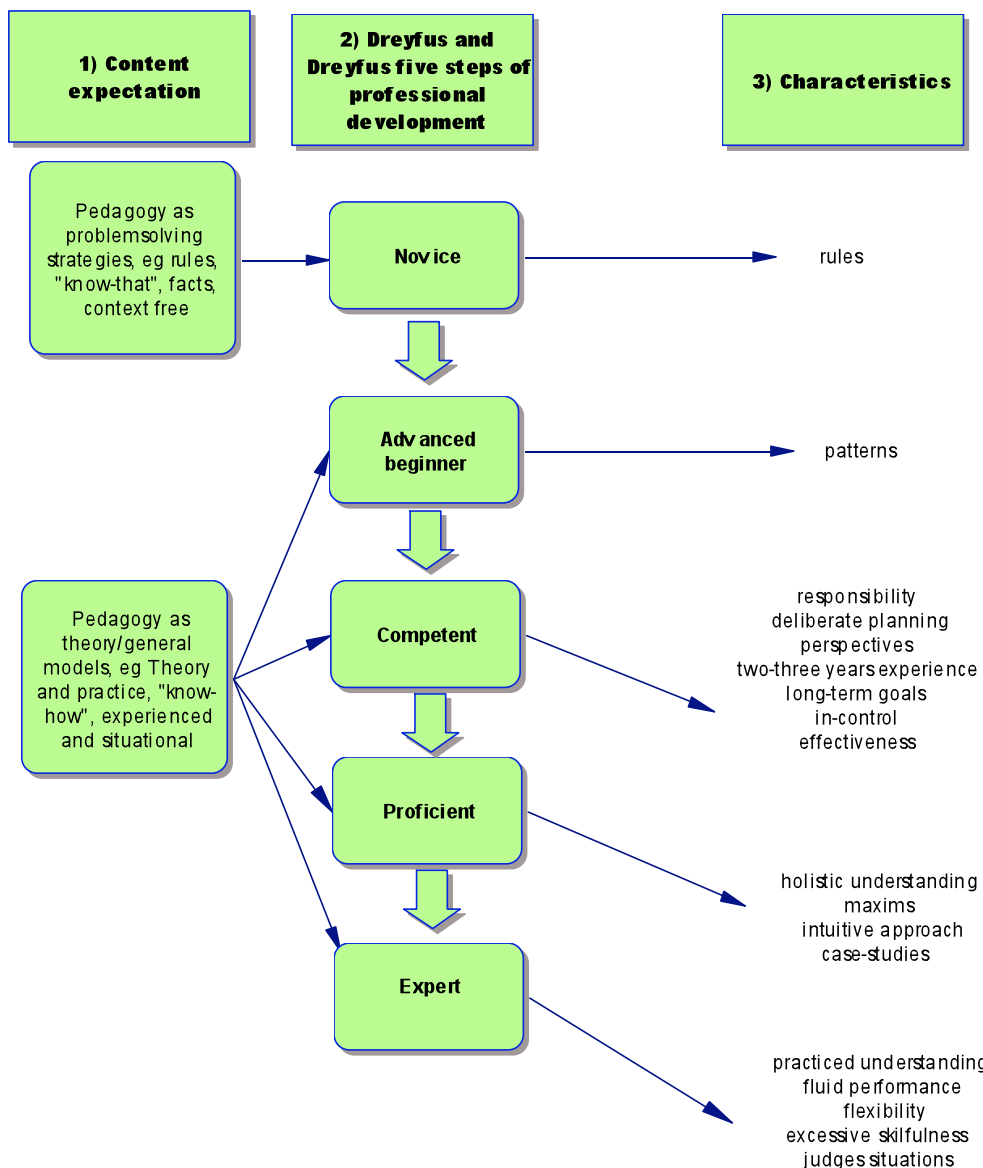 1) Content
expectation
2) Dreyfus and
Dreyfus five steps of
professional
development
3) Characteristics
Pedagogy as
problemsolving
strategies, eg rules,
"know-that", facts,
context free
Novice
rules
Advanced
beginner
patterns
Pedagogy as
theory/general
models, eg Theory
and practice, "know-
how", experienced
and situational
Competent
responsibility
deliberate planning
perspectives
two-three years experience
long-term goals
in-control
effectiveness
Proficient
holistic understanding
maxims
intuitive approach
case-studies
Expert
practiced understanding
fluid performance
flexibility
excessive skilfulness
judges situations